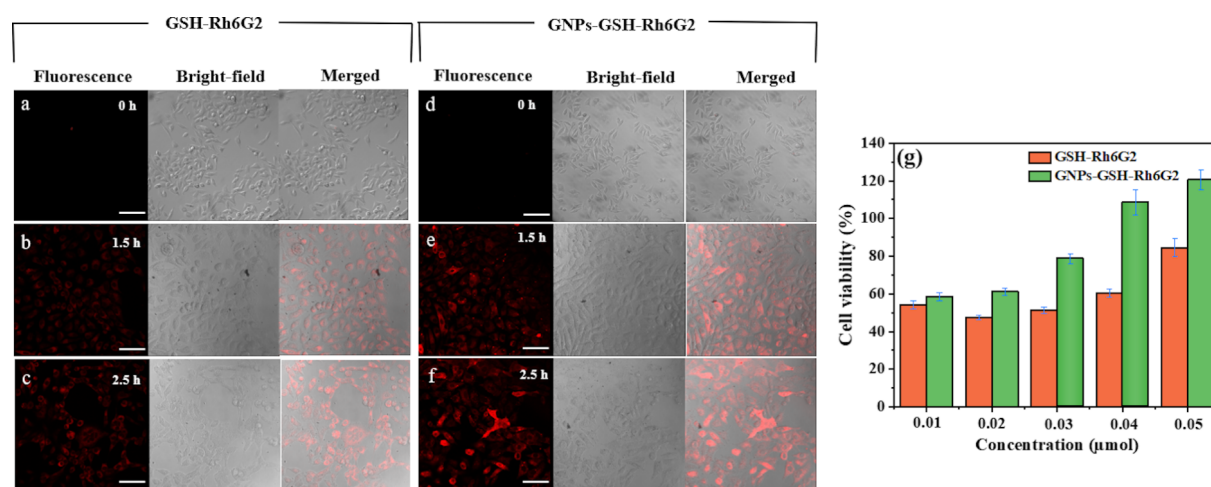 GSH-Rh6G2
GNPs-GSH-Rh6G2
Fluorescence Bright-field Merged
Fluorescence Bright-field Merged
a 0 h
d 0 h
b 1.5 h
e 1.5 h
c 2.5 h
f 2.5 h
(g)
GSH-Rh6G2
GNPs-GSH-Rh6G2
Cell viability (%)
140
120
100
80
60
40
20
0
0.01 0.02 0.03 0.04 0.05
Concentration (µmol)